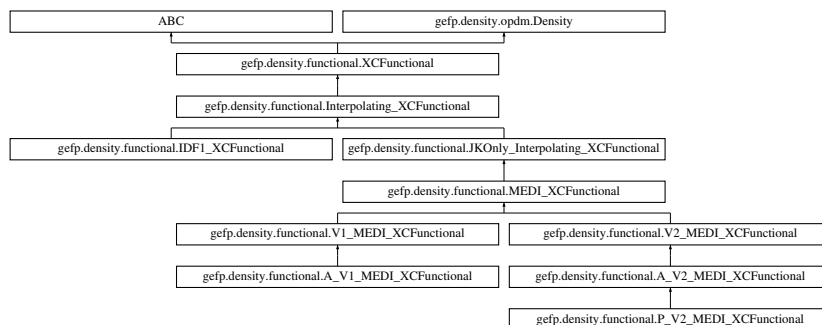 ABC
gefp.density.opdm.Density
gefp.density.functional.XCFunctional
gefp.density.functional.Interpolating_XCFunctional
gefp.density.functional.IDF1_XCFunctional
gefp.density.functional.JKOnly_Interpolating_XCFunctional
gefp.density.functional.MEDI_XCFunctional
gefp.density.functional.V1_MEDI_XCFunctional
gefp.density.functional.V2_MEDI_XCFunctional
gefp.density.functional.A_V1_MEDI_XCFunctional
gefp.density.functional.A_V2_MEDI_XCFunctional
gefp.density.functional.P_V2_MEDI_XCFunctional